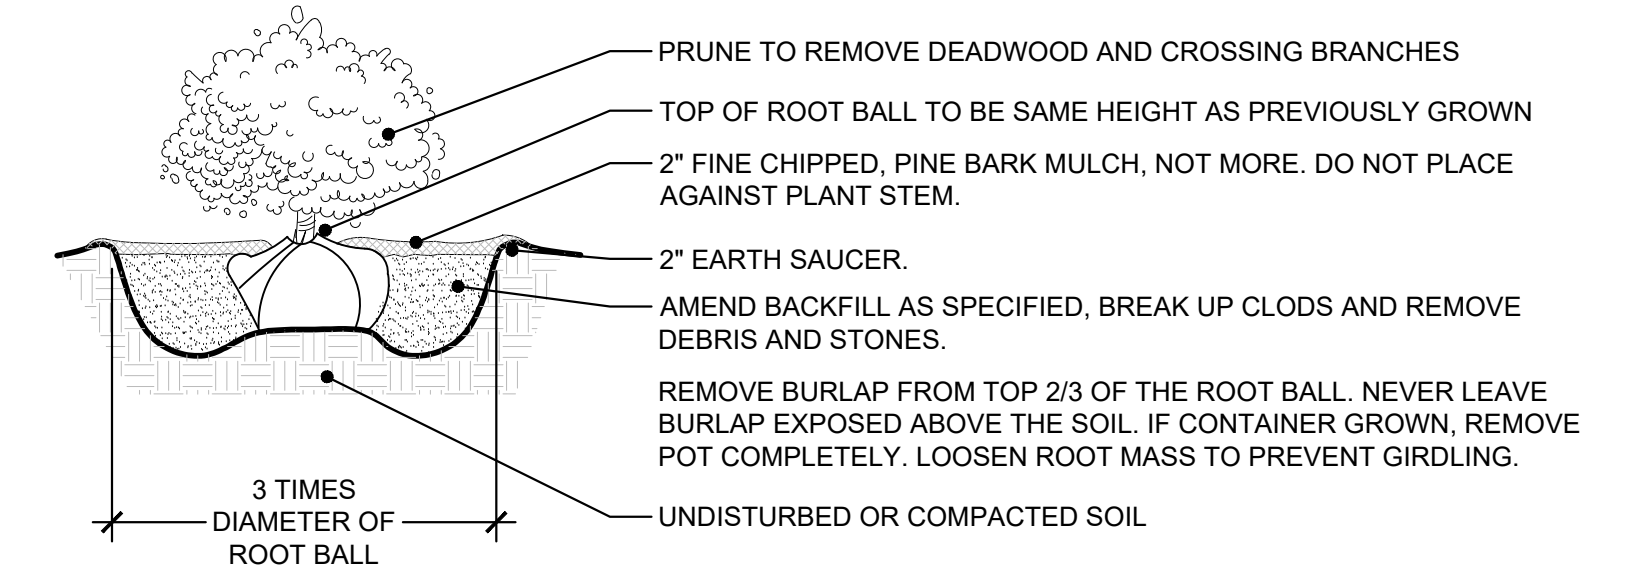 PRUNE TO REMOVE DEADWOOD AND CROSSING BRANCHES
TOP OF ROOT BALL TO BE SAME HEIGHT AS PREVIOUSLY GROWN
2" FINE CHIPPED, PINE BARK MULCH, NOT MORE. DO NOT PLACE
AGAINST PLANT STEM.
2" EARTH SAUCER.
AMEND BACKFILL AS SPECIFIED, BREAK UP CLODS AND REMOVE
DEBRIS AND STONES.
REMOVE BURLAP FROM TOP 2/3 OF THE ROOT BALL. NEVER LEAVE
BURLAP EXPOSED ABOVE THE SOIL. IF CONTAINER GROWN, REMOVE
POT COMPLETELY. LOOSEN ROOT MASS TO PREVENT GIRDLING.
UNDISTURBED OR COMPACTED SOIL
3 TIMES
DIAMETER OF
ROOT BALL